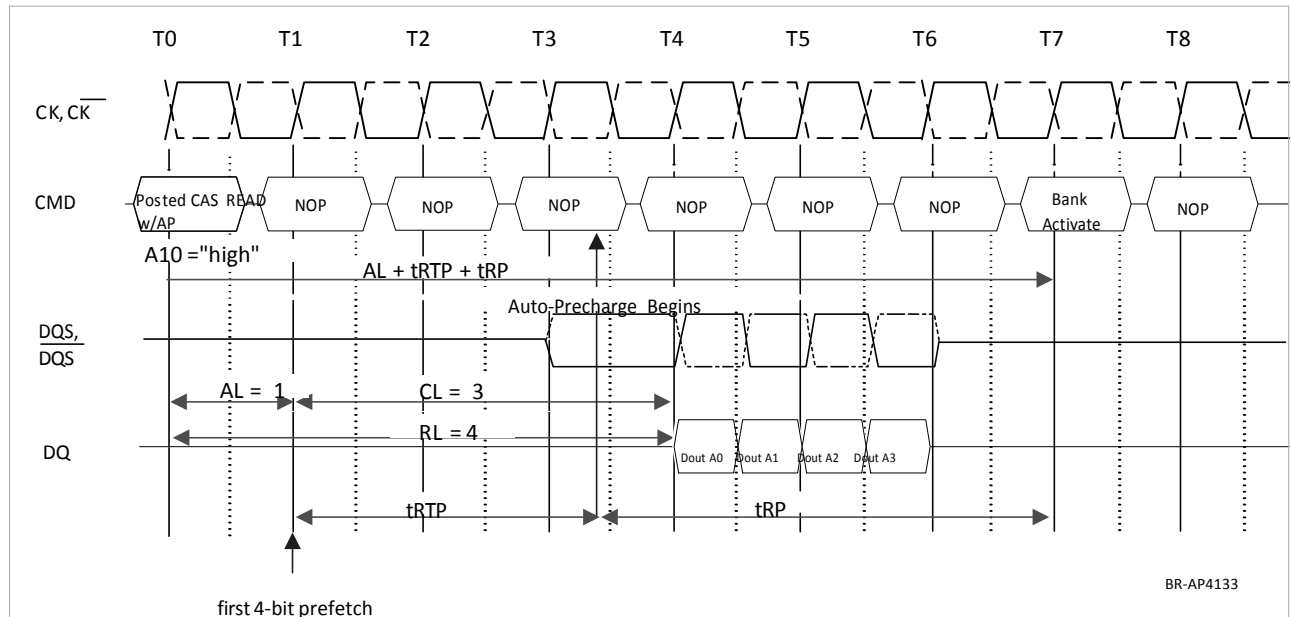 T0 T1 T2 T3 T4 T5 T6 T7 T8
CK, CK
CMD
Posted CAS READ
w/AP
NOP
NOP
NOP
NOP
NOP
NOP
Bank
Activate
NOP
A10 ="high"
AL + tRTP + tRP
Auto-Precharge Begins
DQS,
DQS
AL = 1
CL = 3
RL = 4
DQ
Dout A0 Dout A1 Dout A2 Dout A3
tRTP
tRP
BR-AP4133
first 4-bit prefetch